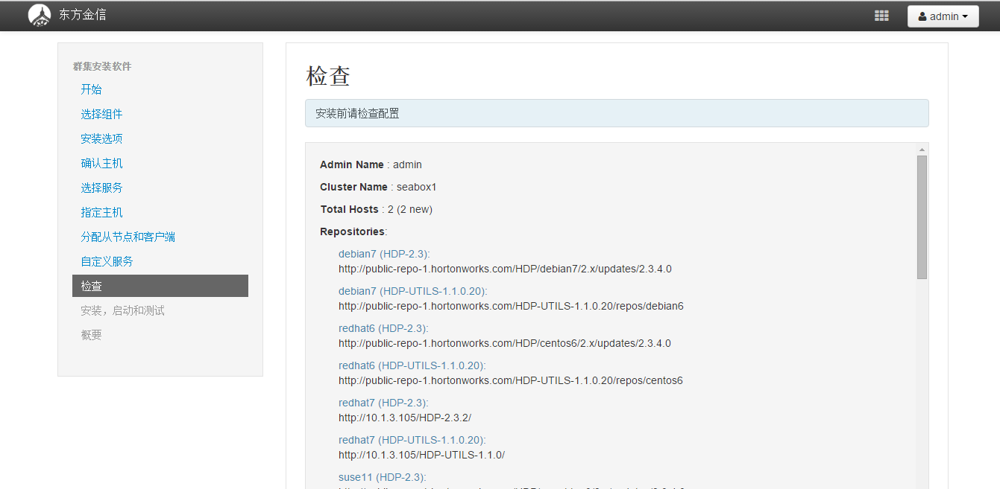 东方金信
admin
群集安装软件
开始
选择组件
安装选项
确认主机
选择服务
指定主机
分配从节点和客户端
自定义服务
检查
安装，启动和测试
概要
检查
安装前请检查配置
Admin Name : admin
Cluster Name : seabox1
Total Hosts : 2 (2 new)
Repositories:
debian7 (HDP-2.3):
http://public-repo-1.hortonworks.com/HDP/debian7/2.x/updates/2.3.4.0
debian7 (HDP-UTILS-1.1.0.20):
http://public-repo-1.hortonworks.com/HDP-UTILS-1.1.0.20/repos/debian6
redhat6 (HDP-2.3):
http://public-repo-1.hortonworks.com/HDP/centos6/2.x/updates/2.3.4.0
redhat6 (HDP-UTILS-1.1.0.20):
http://public-repo-1.hortonworks.com/HDP-UTILS-1.1.0.20/repos/centos6
redhat7 (HDP-2.3):
http://10.1.3.105/HDP-2.3.2/
redhat7 (HDP-UTILS-1.1.0.20):
http://10.1.3.105/HDP-UTILS-1.1.0/
suse11 (HDP-2.3):